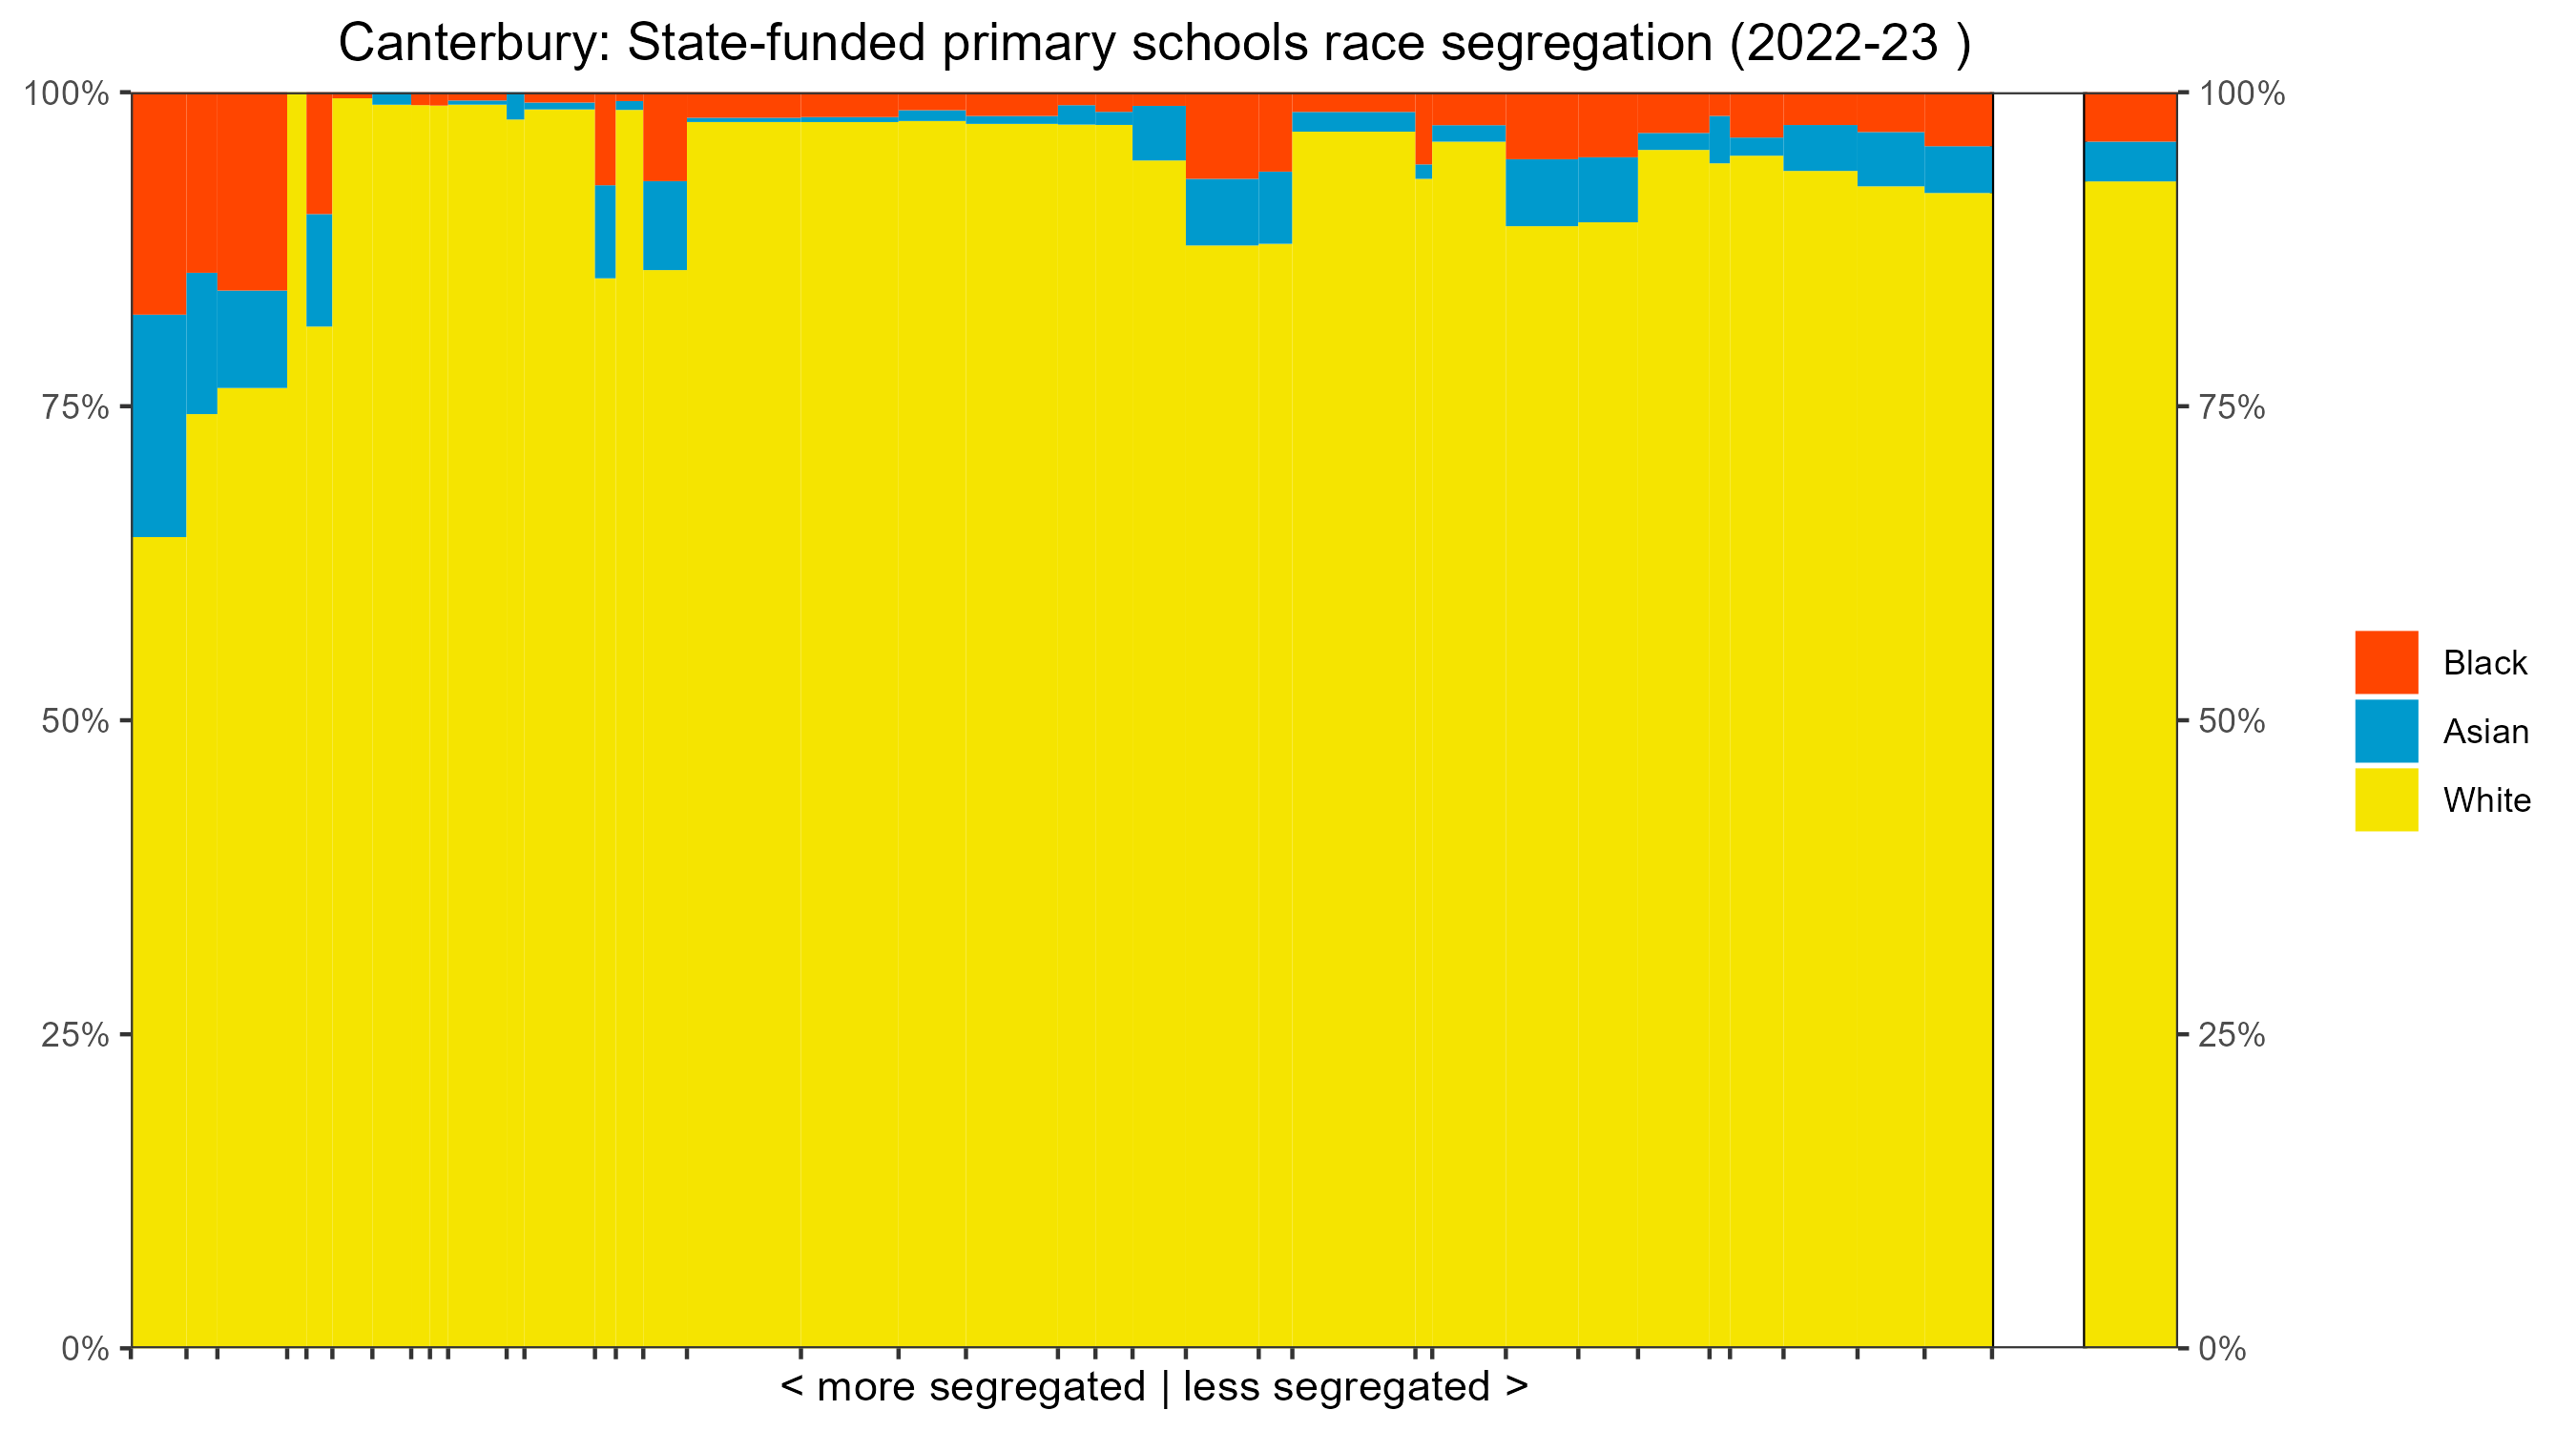 Canterbury: State-funded primary schools race segregation (2022-23 )
100%
75%
50%
25%
0%
100%
75%
50%
25%
0%
Black
Asian
White
< more segregated | less segregated >